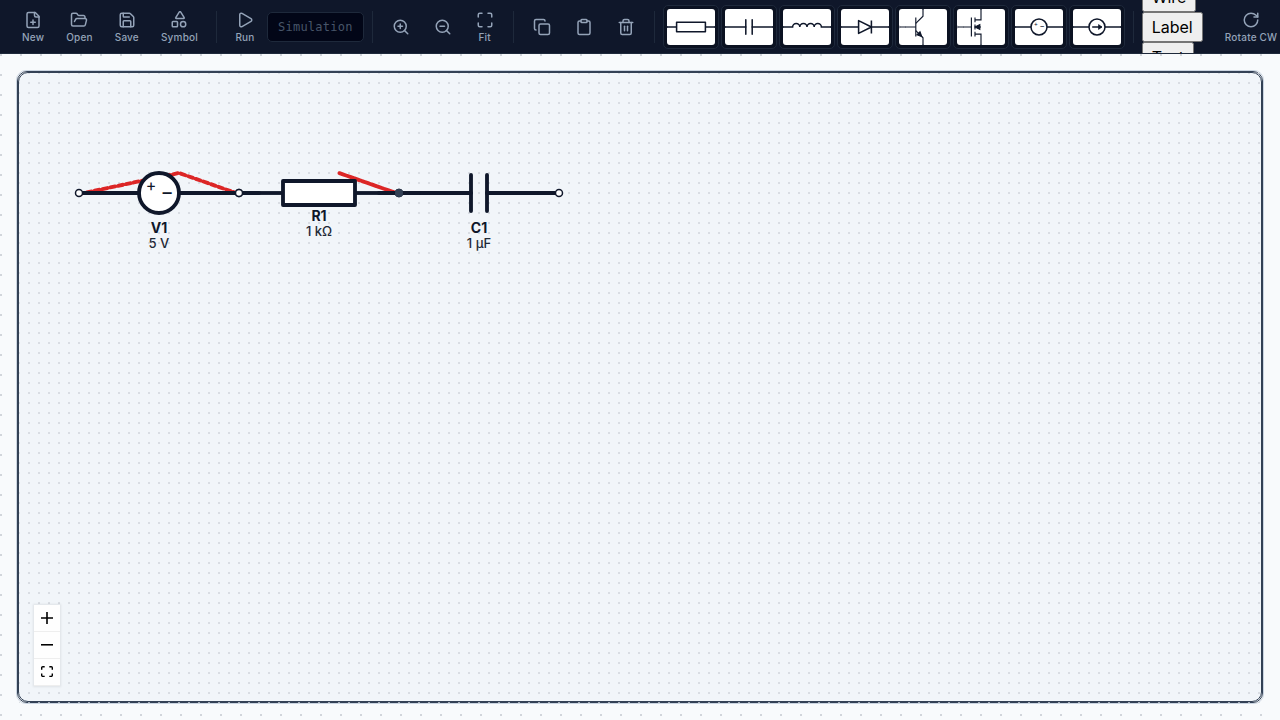 New
Open
Save
Symbol
Run
Simulation
Fit
Label
Rotate CW
+ −
V1
5 V
R1
1 kΩ
C1
1 µF